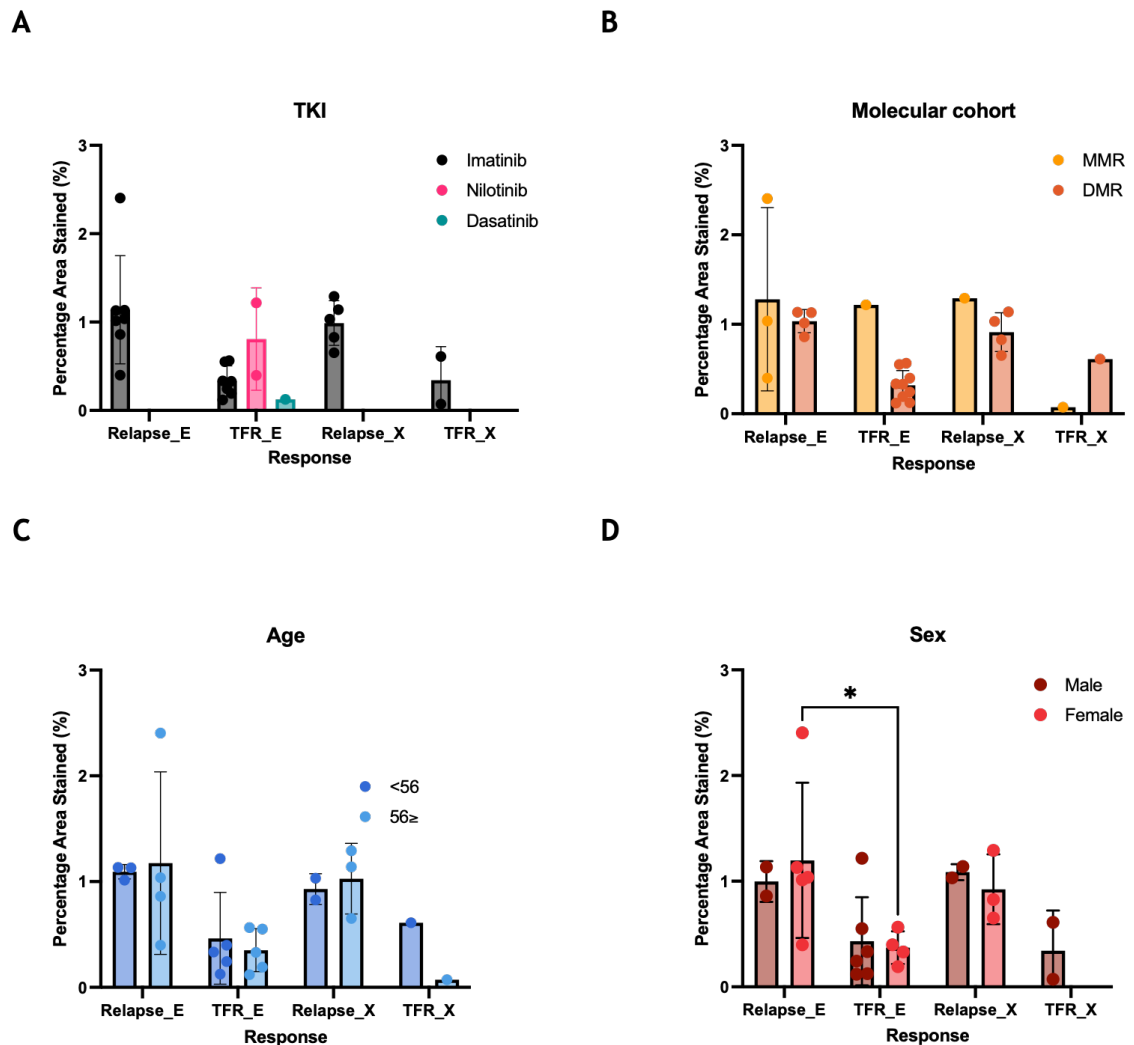 A
TKI
Percentage Area Stained (%)
3
2
1
0
Imatinib
Nilotinib
Dasatinib
Relapse_E
TFR_E
Relapse_X
TFR_X
Response
B
Molecular cohort
Percentage Area Stained (%)
3
2
1
0
MMR
DMR
Relapse_E
TFR_E
Relapse_X
TFR_X
Response
C
Age
Percentage Area Stained (%)
3
2
1
0
<56
56≥
Relapse_E
TFR_E
Relapse_X
TFR_X
Response
D
Sex
Percentage Area Stained (%)
3
2
1
0
*
Male
Female
Relapse_E
TFR_E
Relapse_X
TFR_X
Response